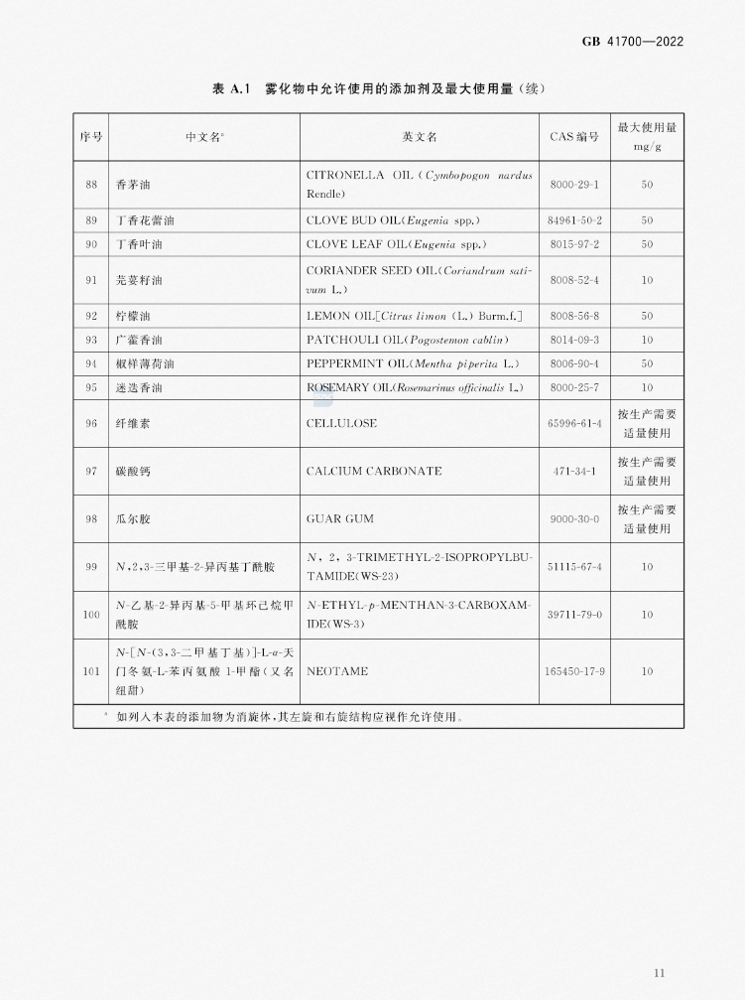 GB 41700—2022
表 A.1 雾化物中允许使用的添加剂及最大使用量（续）
序号 中文名ᵃ 英文名 CAS 编号 最大使用量
mg/g
88 香茅油 CITRONELLA OIL（Cymbopogon nardus
Rendle） 8000-29-1 50
89 丁香花蕾油 CLOVE BUD OIL(Eugenia spp.) 84961-50-2 50
90 丁香叶油 CLOVE LEAF OIL(Eugenia spp.) 8015-97-2 50
91 芫荽籽油 CORIANDER SEED OIL(Coriandrum sati-
vum L.) 8008-52-4 10
92 柠檬油 LEMON OIL[Citrus limon (L.) Burm.f.] 8008-56-8 50
93 广藿香油 PATCHOULI OIL(Pogostemon cablin) 8014-09-3 10
94 椒样薄荷油 PEPPERMINT OIL(Mentha piperita L.) 8006-90-4 50
95 迷迭香油 ROSEMARY OIL(Rosemarinus officinalis L.) 8000-25-7 10
96 纤维素 CELLULOSE 65996-61-4 按生产需要
适量使用
97 碳酸钙 CALCIUM CARBONATE 471-34-1 按生产需要
适量使用
98 瓜尔胶 GUAR GUM 9000-30-0 按生产需要
适量使用
99 N,2,3-三甲基-2-异丙基丁酰胺 N, 2, 3-TRIMETHYL-2-ISOPROPYLBU-
TAMIDE(WS-23) 51115-67-4 10
100 N-乙基-2-异丙基-5-甲基环己烷甲
酰胺 N-ETHYL-p-MENTHAN-3-CARBOXAM-
IDE(WS-3) 39711-79-0 10
101 N-[N-(3,3-二甲基丁基)]-L-α-天
门冬氨-L-苯丙氨酸 1-甲酯（又名
纽甜） NEOTAME 165450-17-9 10
ᵃ 如列入本表的添加物为消旋体,其左旋和右旋结构应视作允许使用。
11